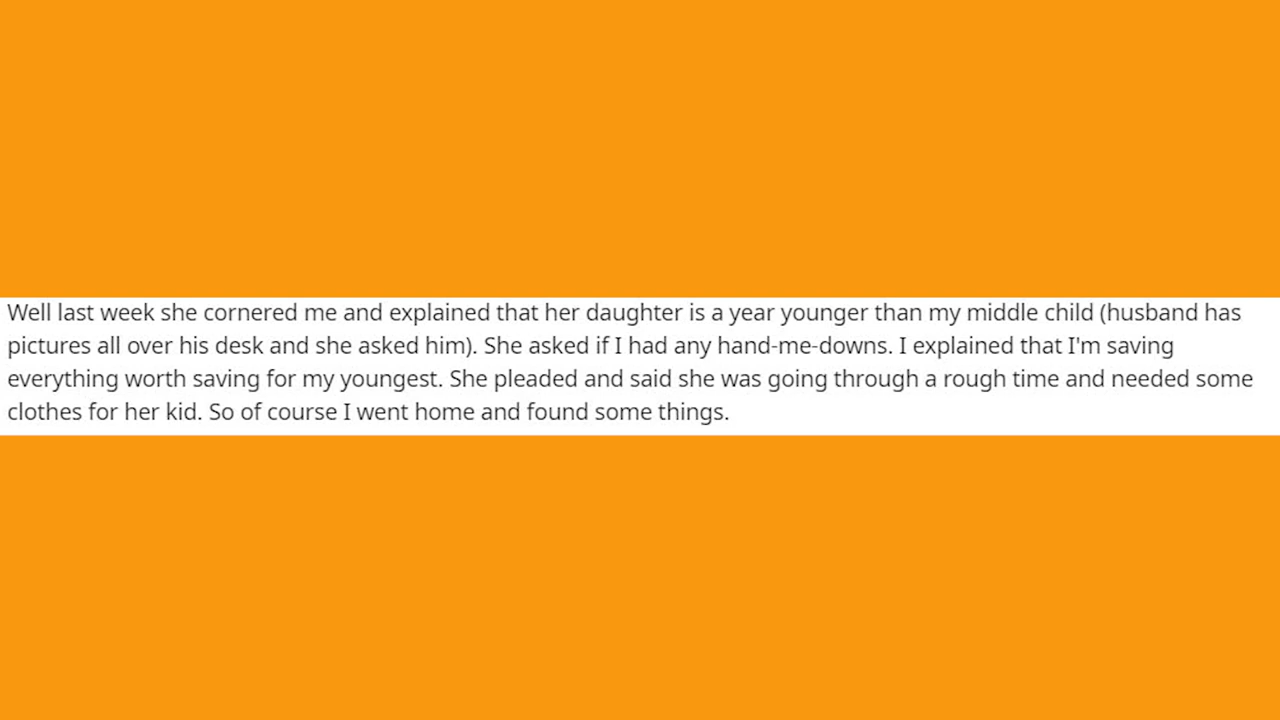 Well last week she cornered me and explained that her daughter is a year younger than my middle child (husband has
pictures all over his desk and she asked him). She asked if I had any hand-me-downs. I explained that I'm saving
everything worth saving for my youngest. She pleaded and said she was going through a rough time and needed some
clothes for her kid. So of course I went home and found some things.